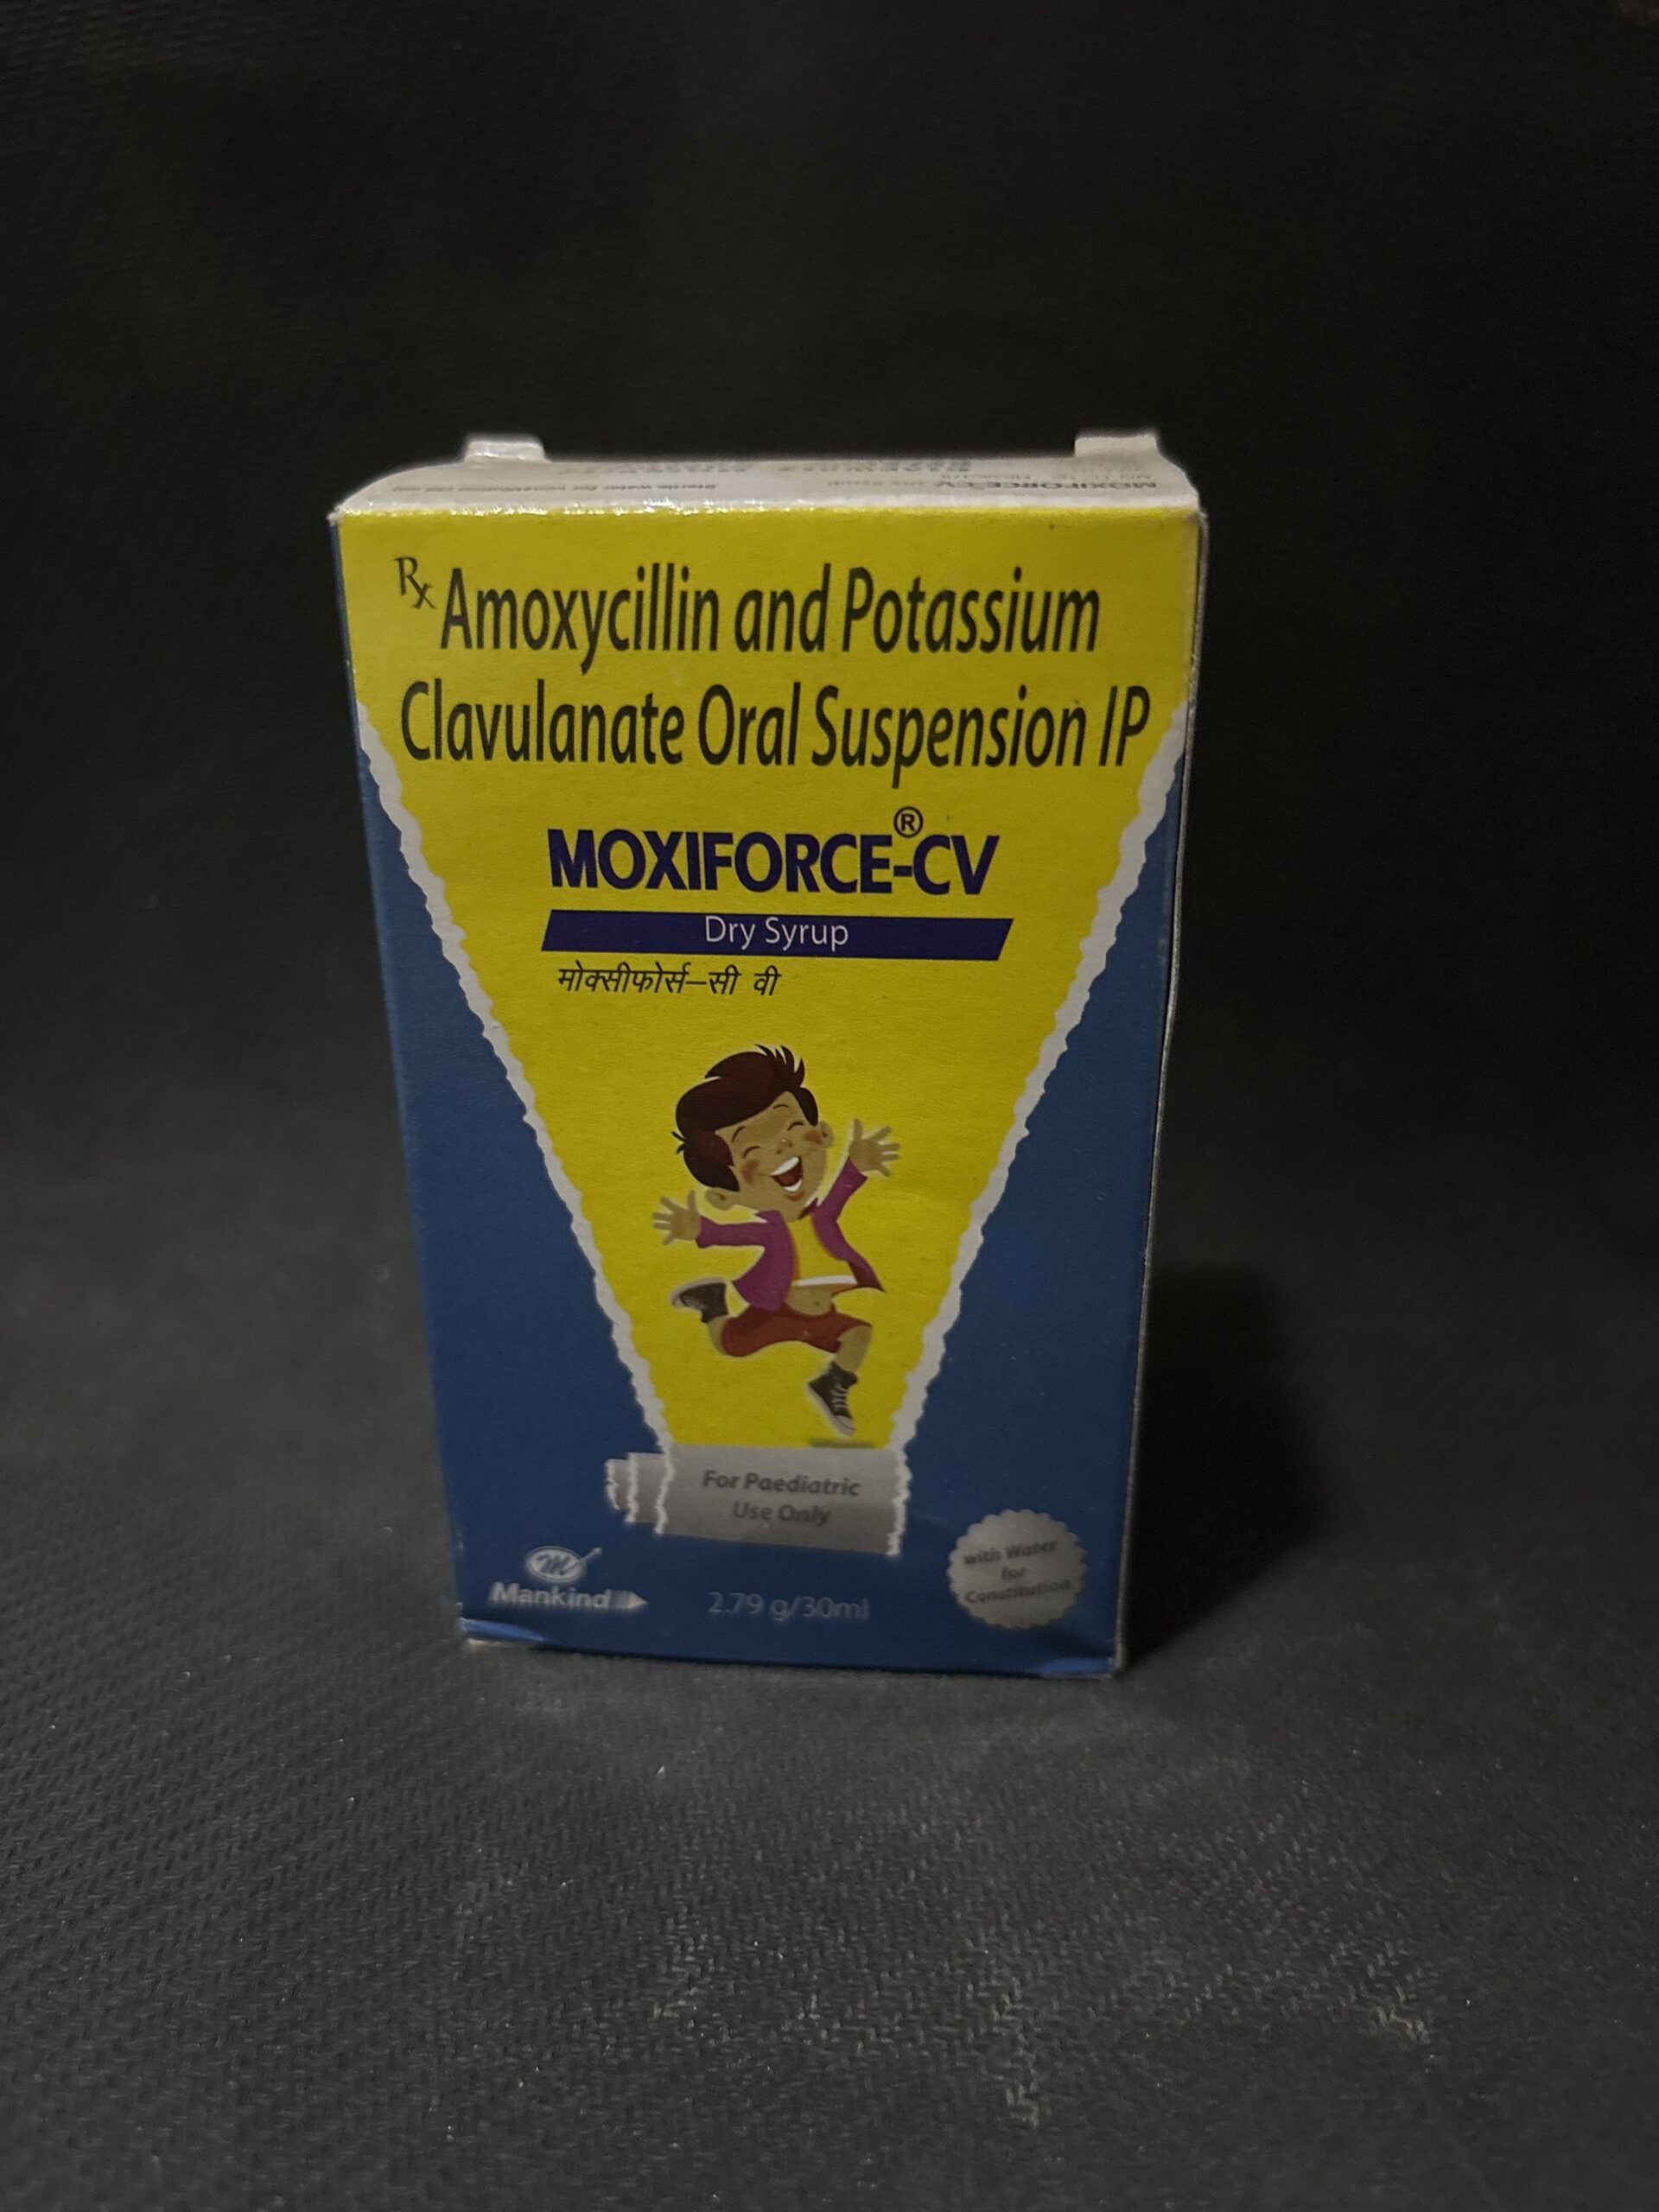 Rx Amoxycillin and Potassium
Clavulanate Oral Suspension IP
MOXIFORCE®-CV
Dry Syrup
मोक्सीफोर्स–सी वी
For Paediatric
Use Only
with Water
for
Constitution
Mankind
2.79 g/30ml